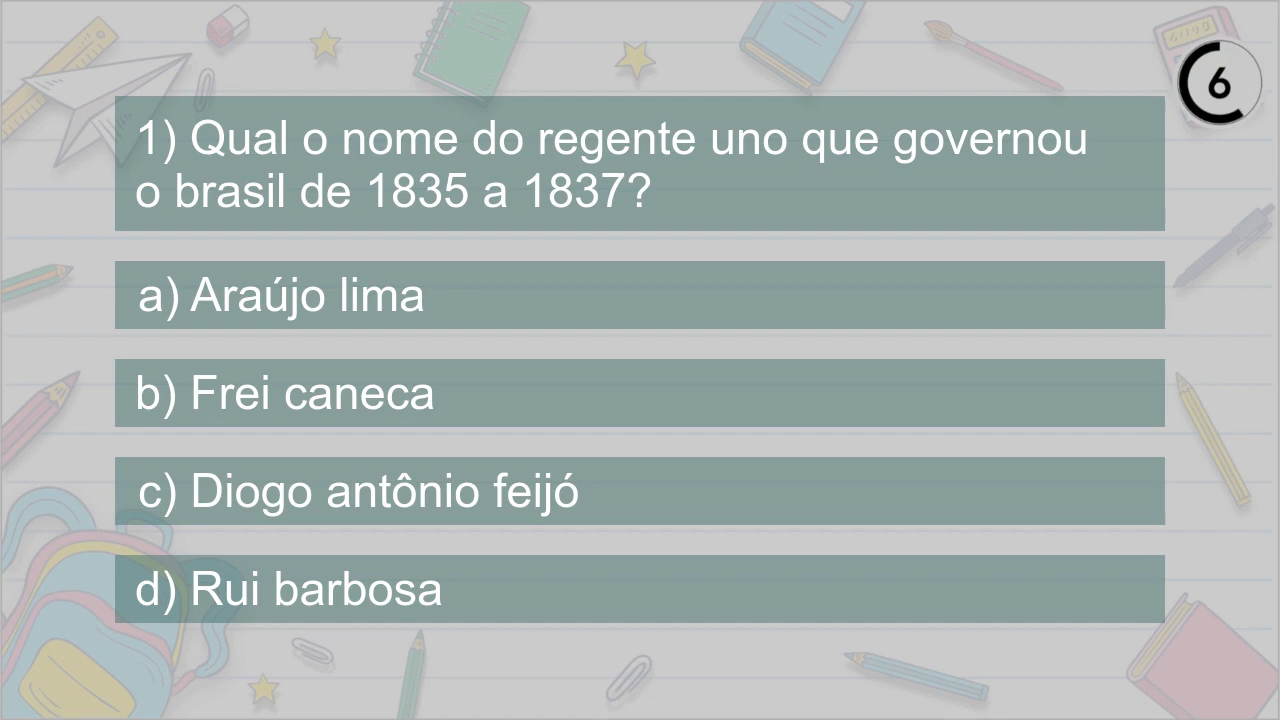 6
1) Qual o nome do regente uno que governou
o brasil de 1835 a 1837?
a) Araújo lima
b) Frei caneca
c) Diogo antônio feijó
d) Rui barbosa